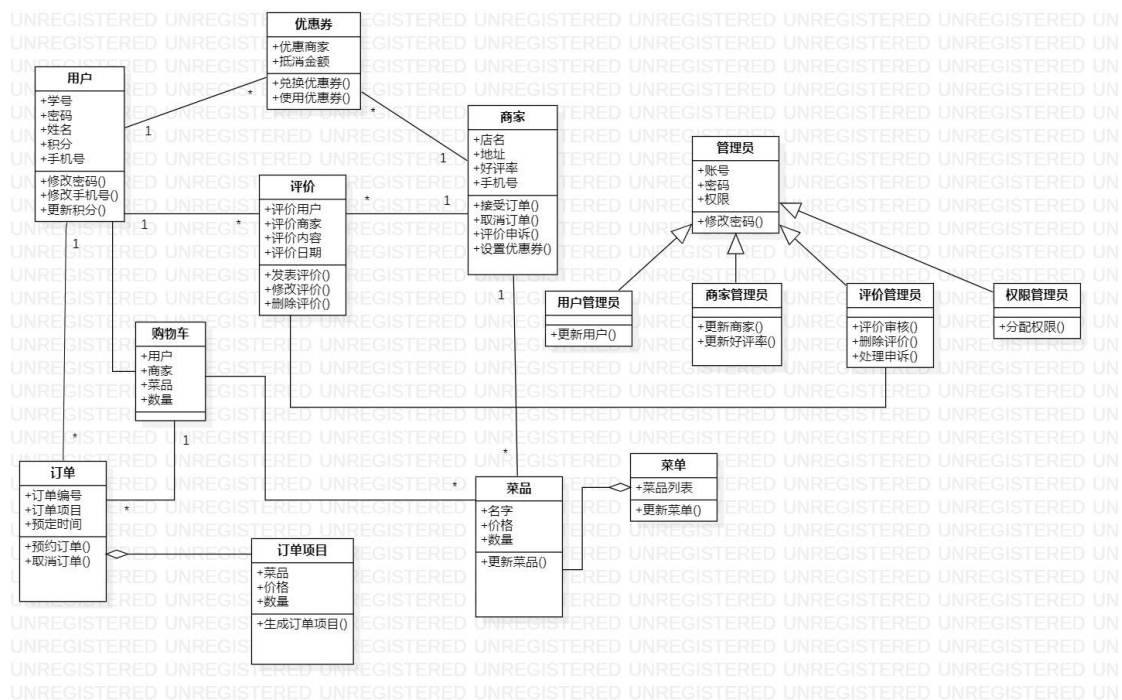 优惠券
+优惠商家
+抵消金额
+兑换优惠券()
+使用优惠券()
用户
+学号
+密码
+姓名
+积分
+手机号
+修改密码()
+修改手机号()
+更新积分()
商家
+店名
+地址
+好评率
+手机号
+接受订单()
+取消订单()
+评价申诉()
+设置优惠券()
管理员
+账号
+密码
+权限
+修改密码()
评价
+评价用户
+评价商家
+评价内容
+评价日期
+发表评价()
+修改评价()
+删除评价()
*
1
*
1
1
*
*
1
1
*
1
*
用户管理员
+更新用户()
商家管理员
+更新商家()
+更新好评率()
评价管理员
+评价审核()
+删除评价()
+处理申诉()
权限管理员
+分配权限()
购物车
+用户
+商家
+菜品
+数量
1
*
*
订单
+订单编号
+订单项目
+预定时间
+预约订单()
+取消订单()
订单项目
+菜品
+价格
+数量
+生成订单项目()
菜品
+名字
+价格
+数量
+更新菜品()
菜单
+菜品列表
+更新菜单()